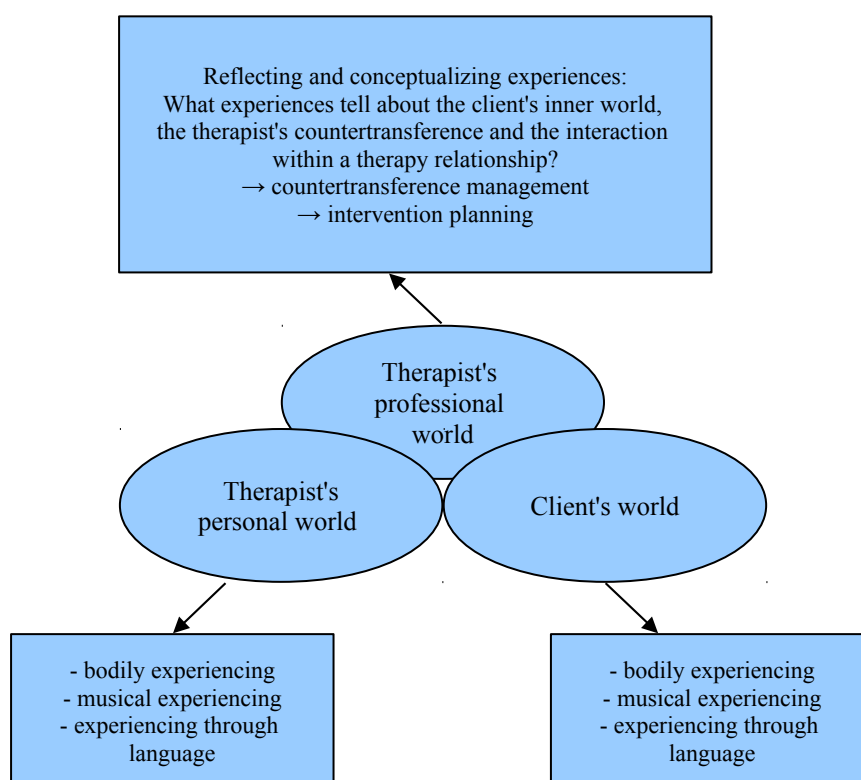 Reflecting and conceptualizing experiences:
What experiences tell about the client's inner world,
the therapist's countertransference and the interaction
within a therapy relationship?
→ countertransference management
→ intervention planning
Therapist's
professional
world
Therapist's
personal world
Client's world
- bodily experiencing
- musical experiencing
- experiencing through
language
- bodily experiencing
- musical experiencing
- experiencing through
language